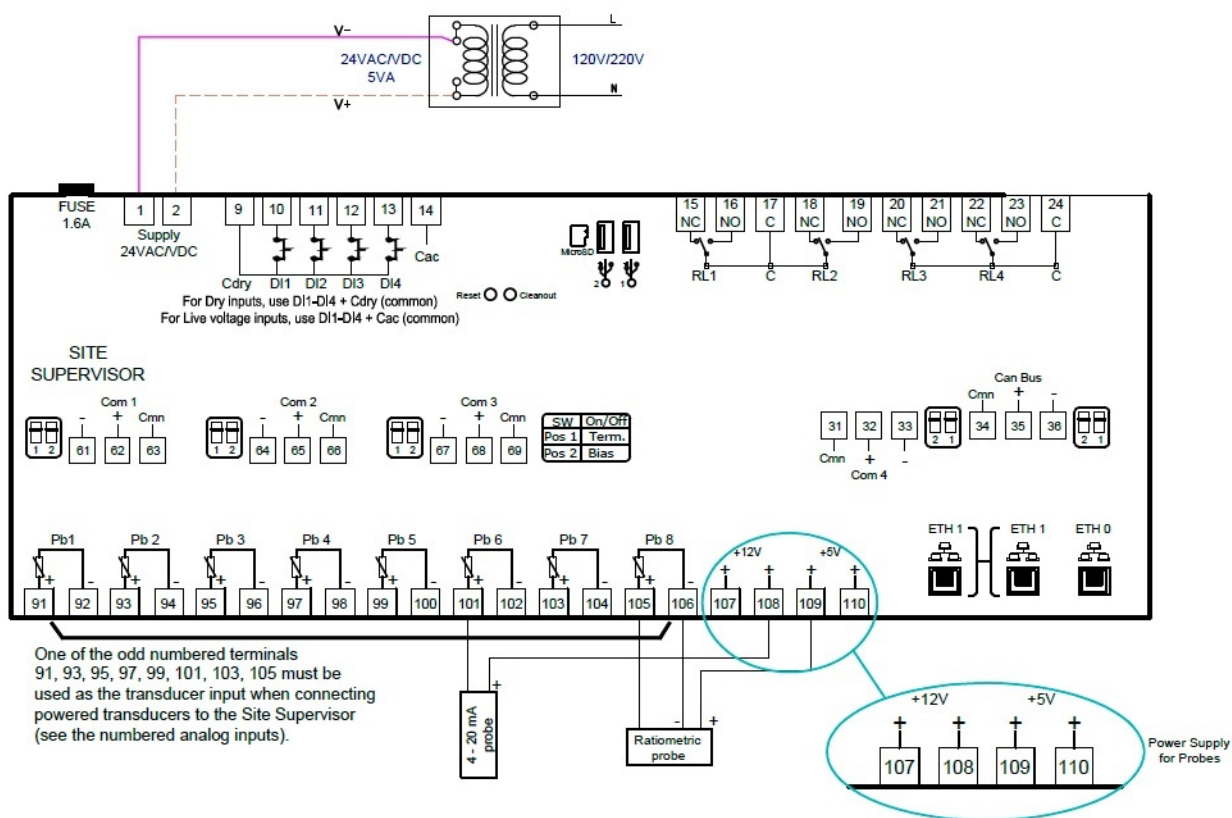 L
V-
24VAC/VDC
5VA
120V/220V
N
V+
FUSE
1.6A
1 2
Supply
24VAC/VDC
9 10 11 12 13 14
Cac
Cdry DI1 DI2 DI3 DI4
For Dry inputs, use DI1-DI4 + Cdry (common)
For Live voltage inputs, use DI1-DI4 + Cac (common)
MicroSD
2 1
Reset Cleanout
15 16 17 18 19 20 21 22 23 24
NC NO C NC NO NC NO NC NO C
RL1 C RL2 RL3 RL4 C
SITE
SUPERVISOR
Com 1
- + Cmn
1 2 61 62 63
Com 2
- + Cmn
1 2 64 65 66
Com 3
- + Cmn
1 2 67 68 69
SW On/Off
Pos 1 Term.
Pos 2 Bias
31 32 33
Cmn + -
Com 4
2 1
Can Bus
Cmn + -
34 35 36
2 1
ETH 1 ETH 1 ETH 0
Pb1 Pb 2 Pb 3 Pb 4 Pb 5 Pb 6 Pb 7 Pb 8
+ - + - + - + - + - + - + - + -
+12V +5V
+ + + +
91 92 93 94 95 96 97 98 99 100 101 102 103 104 105 106 107 108 109 110
One of the odd numbered terminals
91, 93, 95, 97, 99, 101, 103, 105 must be
used as the transducer input when connecting
powered transducers to the Site Supervisor
(see the numbered analog inputs).
+
4 - 20 mA
probe
- +
Ratiometric
probe
+12V +5V
+ + + +
107 108 109 110
Power Supply
for Probes